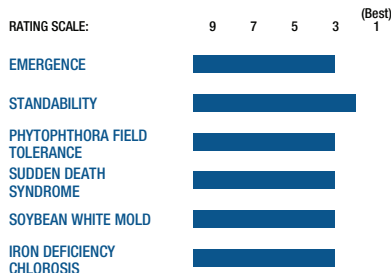 (Best)
RATING SCALE: 9 7 5 3 1
EMERGENCE
STANDABILITY
PHYTOPHTHORA FIELD
TOLERANCE
SUDDEN DEATH
SYNDROME
SOYBEAN WHITE MOLD
IRON DEFICIENCY
CHLOROSIS